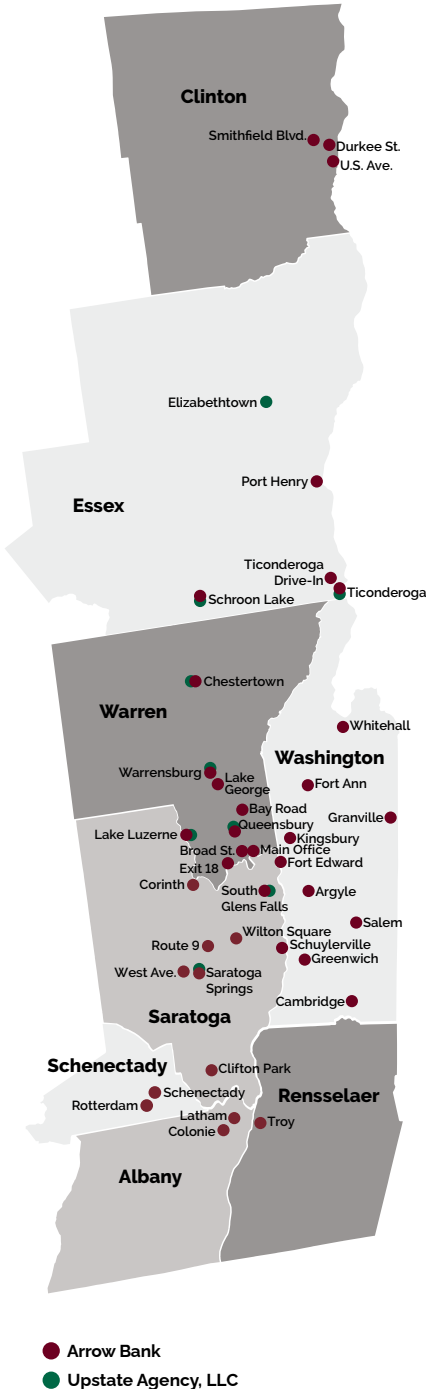 Clinton
Smithfield Blvd.
Durkee St.
U.S. Ave.
Elizabethtown
Port Henry
Essex
Ticonderoga
Drive-In
Ticonderoga
Schroon Lake
Chestertown
Warren
Whitehall
Washington
Warrensburg
Lake
George
Fort Ann
Bay Road
Granville
Queensbury
Lake Luzerne
Kingsbury
Broad St.
Main Office
Exit 18
Fort Edward
Corinth
South
Glens Falls
Argyle
Salem
Wilton Square
Route 9
Schuylerville
Greenwich
West Ave.
Saratoga
Springs
Cambridge
Saratoga
Schenectady
Clifton Park
Schenectady
Rotterdam
Rensselaer
Latham
Colonie
Troy
Albany
Arrow Bank
Upstate Agency, LLC